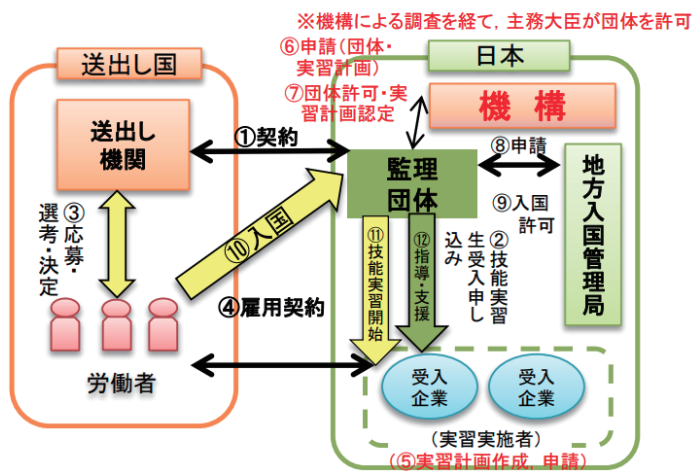 ※機構による調査を経て，主務大臣が団体を許可
送出し国
日本
⑥申請（団体・
実習計画）
⑦団体許可・実
習計画認定
機 構
送出し
機関
①契約
監理
団体
⑧申請
⑨入国
許可
地方入国管理局
③応募・
選考・決定
⑩入国
④雇用契約
⑪技能実習開始
⑫指導・支援
②技能実習
生受入申し
込み
労働者
受入
企業
受入
企業
（実習実施者）
（⑤実習計画作成，申請）